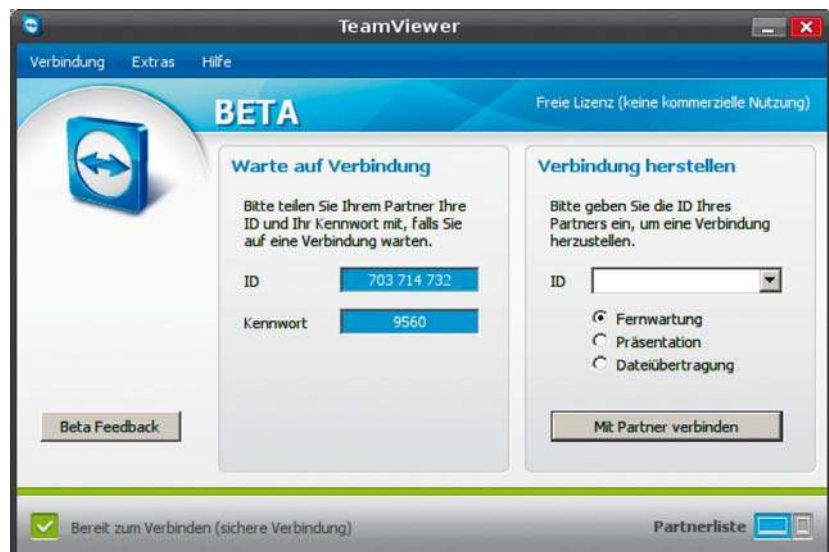 TeamViewer
Verbindung Extras Hilfe
BETA
Freie Lizenz (keine kommerzielle Nutzung)
Warte auf Verbindung
Bitte teilen Sie Ihrem Partner Ihre
ID und Ihr Kennwort mit, falls Sie
auf eine Verbindung warten.
ID 703 714 732
Kennwort 9560
Verbindung herstellen
Bitte geben Sie die ID Ihres
Partners ein, um eine Verbindung
herzustellen.
ID
Fernwartung
Präsentation
Dateiübertragung
Mit Partner verbinden
Beta Feedback
Bereit zum Verbinden (sichere Verbindung)
Partnerliste